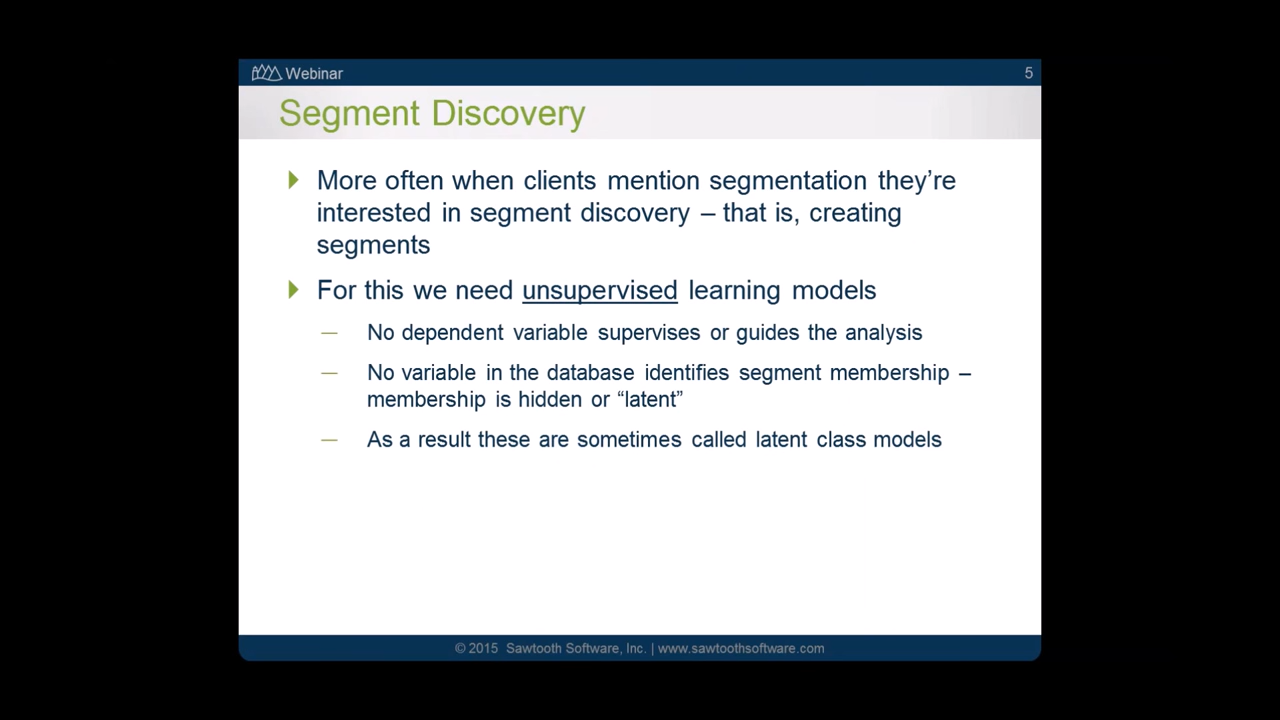 Webinar
5
Segment Discovery
More often when clients mention segmentation they’re
interested in segment discovery – that is, creating
segments
For this we need unsupervised learning models
— No dependent variable supervises or guides the analysis
— No variable in the database identifies segment membership –
membership is hidden or “latent”
— As a result these are sometimes called latent class models
© 2015 Sawtooth Software, Inc. | www.sawtoothsoftware.com